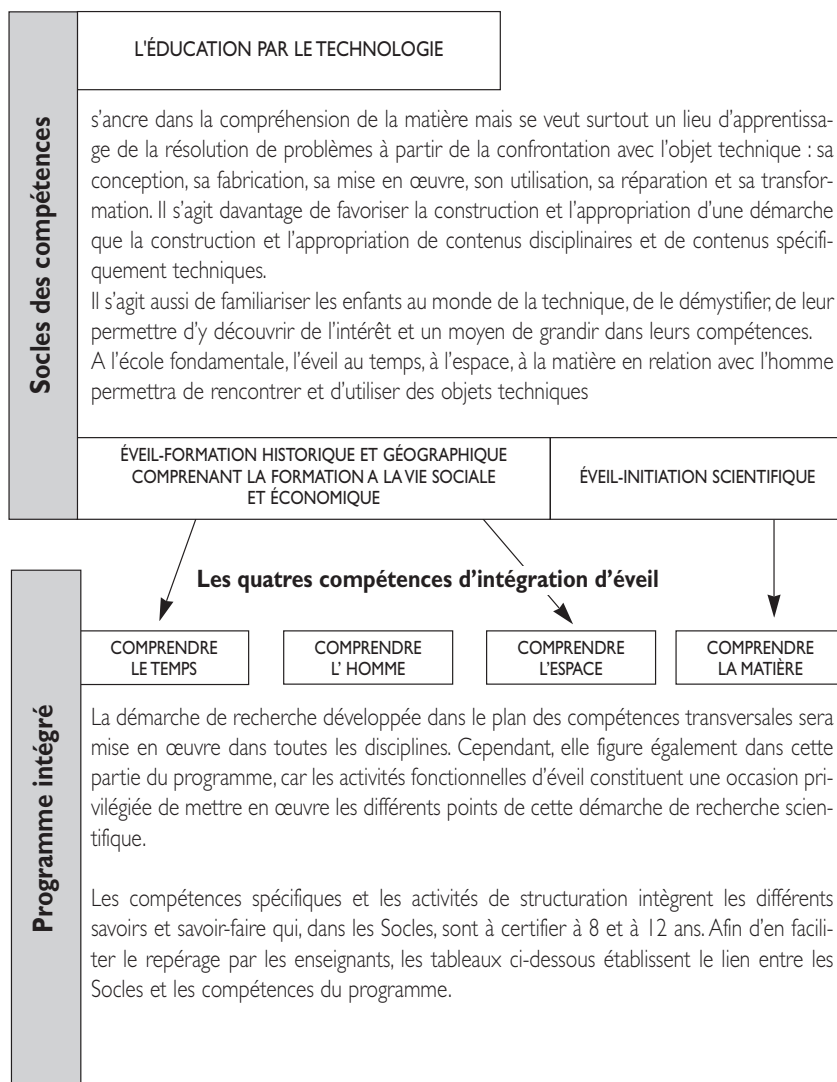 Socles des compétences
L'ÉDUCATION PAR LE TECHNOLOGIE
s'ancre dans la compréhension de la matière mais se veut surtout un lieu d'apprentissa-
ge de la résolution de problèmes à partir de la confrontation avec l'objet technique : sa
conception, sa fabrication, sa mise en œuvre, son utilisation, sa réparation et sa transfor-
mation. Il s'agit davantage de favoriser la construction et l'appropriation d'une démarche
que la construction et l'appropriation de contenus disciplinaires et de contenus spécifi-
quement techniques.
Il s'agit aussi de familiariser les enfants au monde de la technique, de le démystifier, de leur
permettre d'y découvrir de l'intérêt et un moyen de grandir dans leurs compétences.
A l'école fondamentale, l'éveil au temps, à l'espace, à la matière en relation avec l'homme
permettra de rencontrer et d'utiliser des objets techniques
ÉVEIL-FORMATION HISTORIQUE ET GÉOGRAPHIQUE
COMPRENANT LA FORMATION A LA VIE SOCIALE
ET ÉCONOMIQUE
ÉVEIL-INITIATION SCIENTIFIQUE
Programme intégré
Les quatres compétences d'intégration d'éveil
COMPRENDRE
LE TEMPS
COMPRENDRE
L' HOMME
COMPRENDRE
L'ESPACE
COMPRENDRE
LA MATIÈRE
La démarche de recherche développée dans le plan des compétences transversales sera
mise en œuvre dans toutes les disciplines. Cependant, elle figure également dans cette
partie du programme, car les activités fonctionnelles d'éveil constituent une occasion pri-
vilégiée de mettre en œuvre les différents points de cette démarche de recherche scien-
tifique.
Les compétences spécifiques et les activités de structuration intègrent les différents
savoirs et savoir-faire qui, dans les Socles, sont à certifier à 8 et à 12 ans. Afin d'en facili-
ter le repérage par les enseignants, les tableaux ci-dessous établissent le lien entre les
Socles et les compétences du programme.